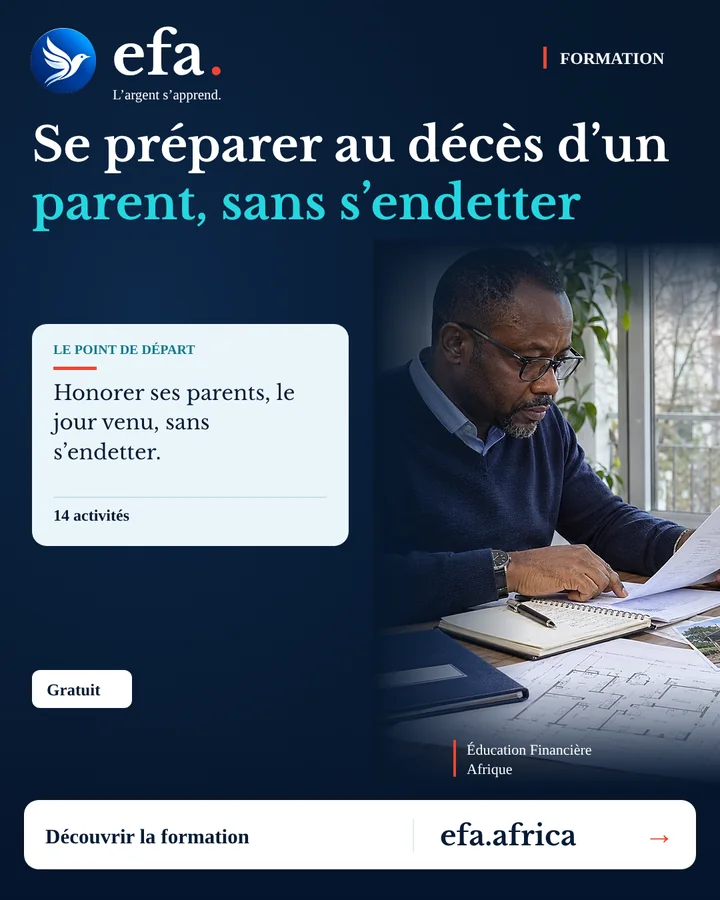 efa.
L’argent s’apprend.
FORMATION
Se préparer au décès d’un
parent, sans s’endetter
LE POINT DE DÉPART
Honorer ses parents, le
jour venu, sans
s’endetter.
14 activités
Gratuit
Éducation Financière
Afrique
Découvrir la formation
efa.africa →